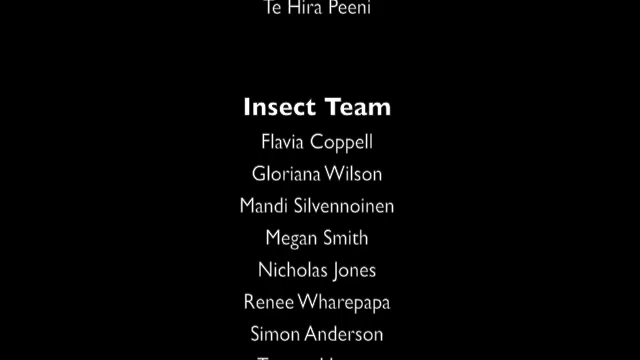 Te Hira Peeni
Insect Team
Flavia Coppell
Gloriana Wilson
Mandi Silvennoinen
Megan Smith
Nicholas Jones
Renee Wharepapa
Simon Anderson